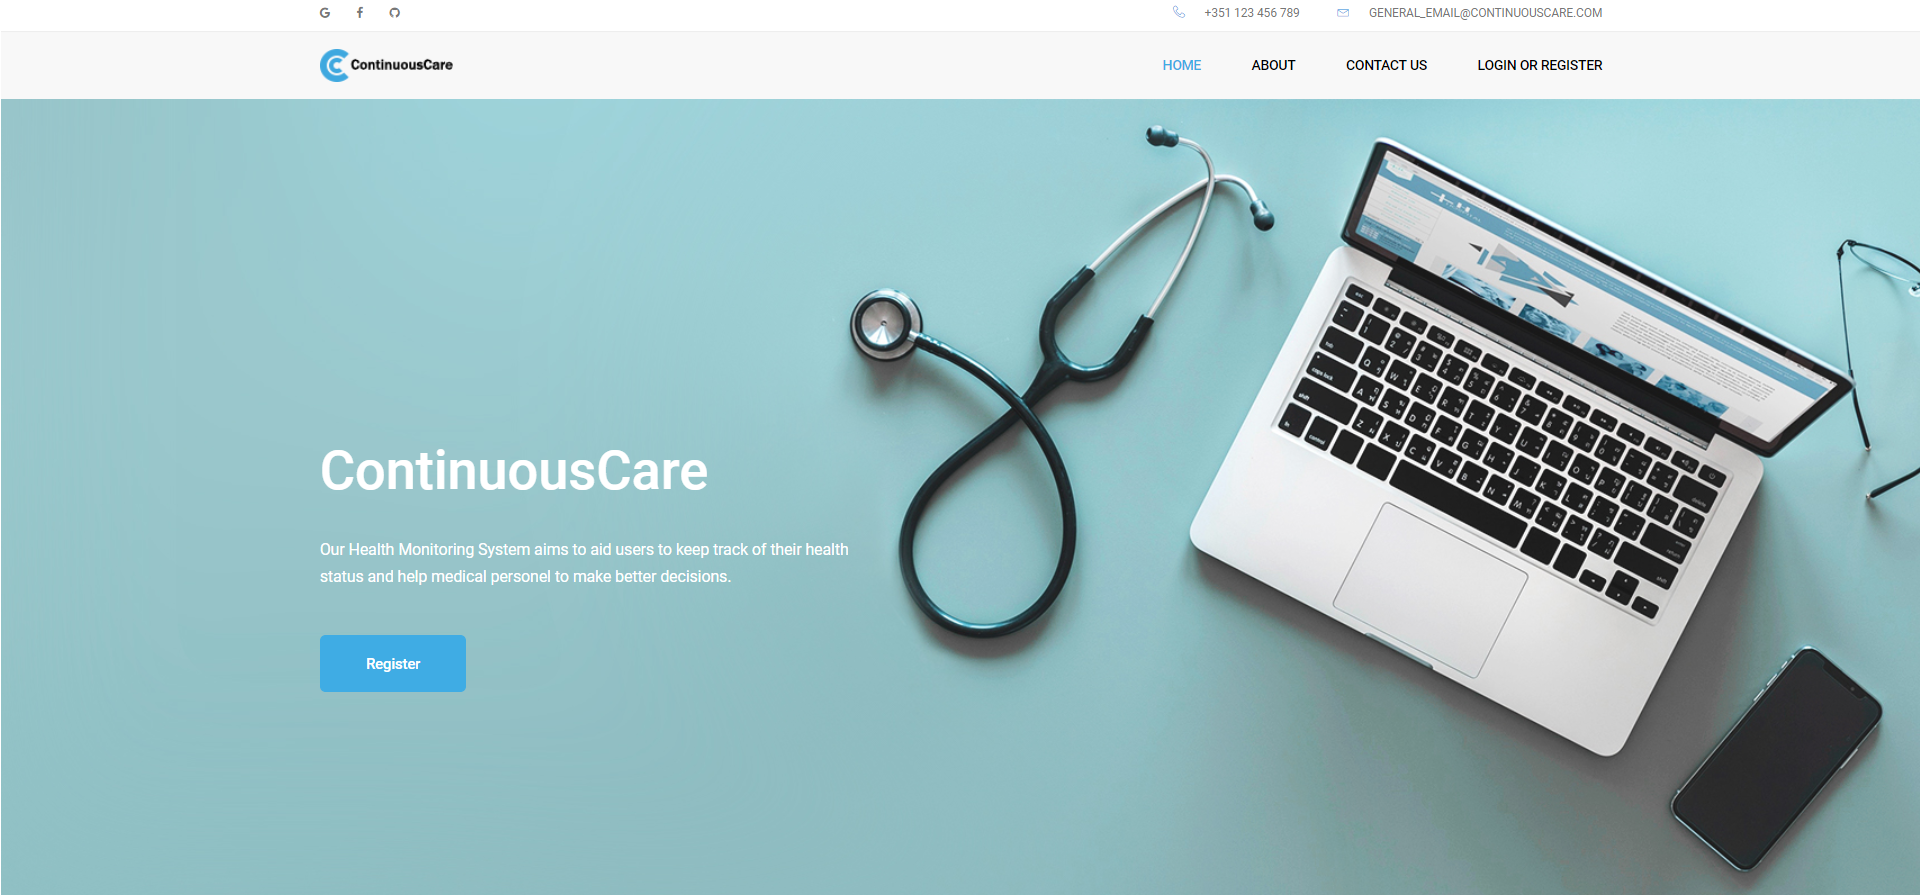 +351 123 456 789 GENERAL_EMAIL@CONTINUOUSCARE.COM
ContinuousCare HOME ABOUT CONTACT US LOGIN OR REGISTER
ContinuousCare
Our Health Monitoring System aims to aid users to keep track of their health
status and help medical personel to make better decisions.
Register